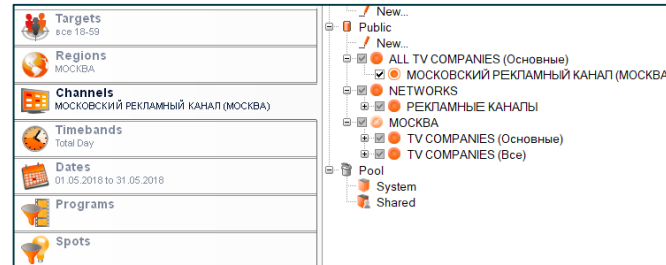 Targets
все 18-59
Regions
МОСКВА
Channels
МОСКОВСКИЙ РЕКЛАМНЫЙ КАНАЛ (МОСКВА)
Timebands
Total Day
Dates
01.05.2018 to 31.05.2018
Programs
Spots
New...
Public
New...
ALL TV COMPANIES (Основные)
МОСКОВСКИЙ РЕКЛАМНЫЙ КАНАЛ (МОСКВА
NETWORKS
РЕКЛАМНЫЕ КАНАЛЫ
МОСКВА
TV COMPANIES (Основные)
TV COMPANIES (Все)
Pool
System
Shared